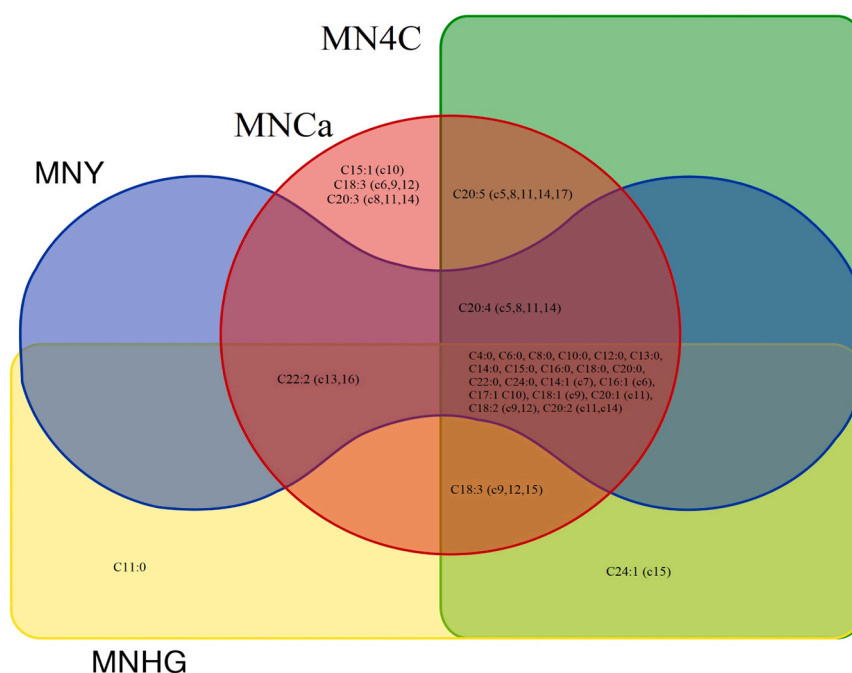 MN4C
MNCa
MNY
C15:1 (c10)
C18:3 (c6,9,12)
C20:3 (c8,11,14)
C20:5 (c5,8,11,14,17)
C20:4 (c5,8,11,14)
C22:2 (c13,16)
C4:0, C6:0, C8:0, C10:0, C12:0, C13:0,
C14:0, C15:0, C16:0, C18:0, C20:0,
C22:0, C24:0, C14:1 (c7), C16:1 (c6),
C17:1 C10), C18:1 (c9), C20:1 (c11),
C18:2 (c9,12), C20:2 (c11,c14)
C18:3 (c9,12,15)
C11:0
C24:1 (c15)
MNHG